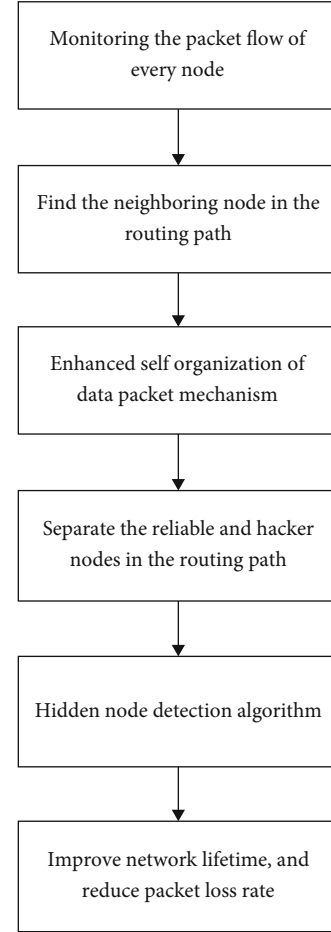 Monitoring the packet flow of
every node
Find the neighboring node in the
routing path
Enhanced self organization of
data packet mechanism
Separate the reliable and hacker
nodes in the routing path
Hidden node detection algorithm
Improve network lifetime, and
reduce packet loss rate